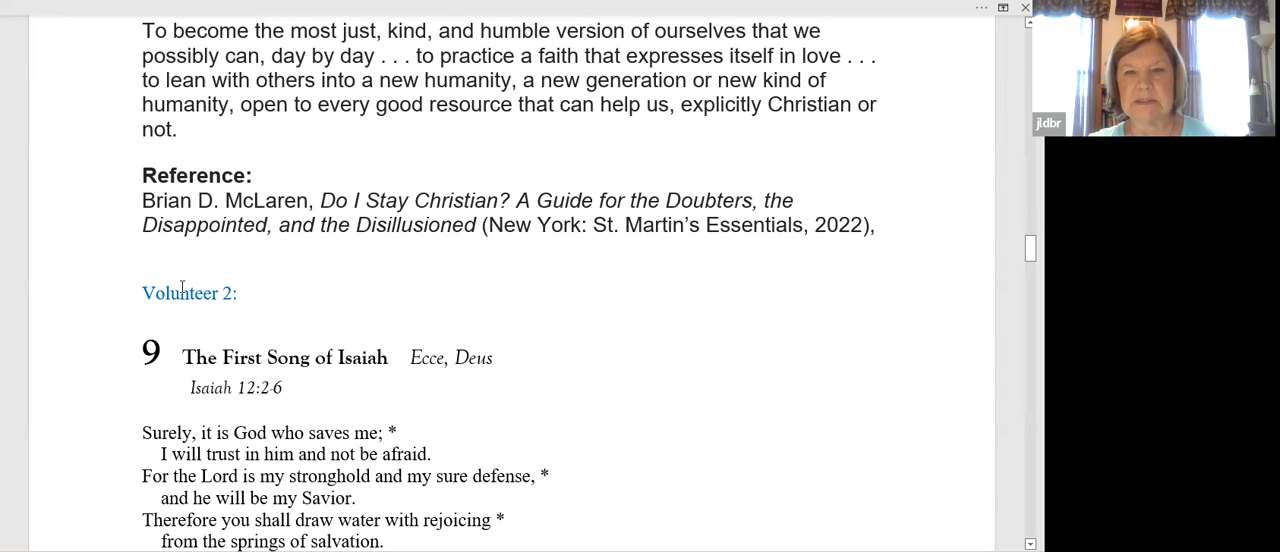 To become the most just, kind, and humble version of ourselves that we
possibly can, day by day . . . to practice a faith that expresses itself in love . . .
to lean with others into a new humanity, a new generation or new kind of
humanity, open to every good resource that can help us, explicitly Christian or
not.
Reference:
Brian D. McLaren, Do I Stay Christian? A Guide for the Doubters, the
Disappointed, and the Disillusioned (New York: St. Martin’s Essentials, 2022),
Volunteer 2:
9 The First Song of Isaiah Ecce, Deus
Isaiah 12:2-6
Surely, it is God who saves me; *
I will trust in him and not be afraid.
For the Lord is my stronghold and my sure defense, *
and he will be my Savior.
Therefore you shall draw water with rejoicing *
from the springs of salvation.
jldbr